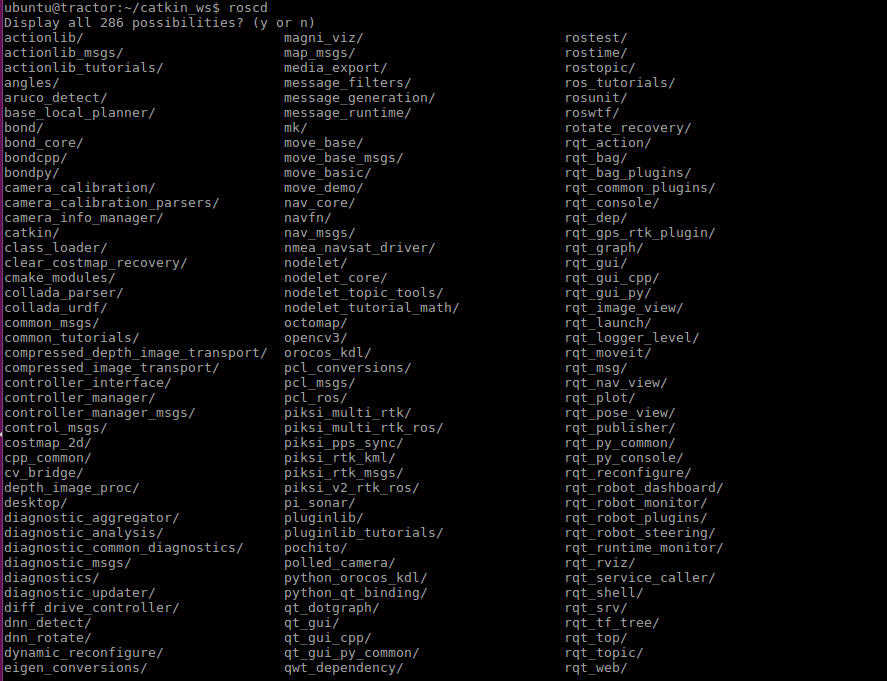 ubuntu@tractor:~/catkin_ws$ roscd
Display all 286 possibilities? (y or n)
actionlib/ magni_viz/ rostest/
actionlib_msgs/ map_msgs/ rostime/
actionlib_tutorials/ media_export/ rostopic/
angles/ message_filters/ ros_tutorials/
aruco_detect/ message_generation/ rosunit/
base_local_planner/ message_runtime/ roswtf/
bond/ mk/ rotate_recovery/
bond_core/ move_base/ rqt_action/
bondcpp/ move_base_msgs/ rqt_bag/
bondpy/ move_basic/ rqt_bag_plugins/
camera_calibration/ move_demo/ rqt_common_plugins/
camera_calibration_parsers/ nav_core/ rqt_console/
camera_info_manager/ navfn/ rqt_dep/
catkin/ nav_msgs/ rqt_gps_rtk_plugin/
class_loader/ nmea_navsat_driver/ rqt_graph/
clear_costmap_recovery/ nodelet/ rqt_gui/
cmake_modules/ nodelet_core/ rqt_gui_cpp/
collada_parser/ nodelet_topic_tools/ rqt_gui_py/
collada_urdf/ nodelet_tutorial_math/ rqt_image_view/
common_msgs/ octomap/ rqt_launch/
common_tutorials/ opencv3/ rqt_logger_level/
compressed_depth_image_transport/ orocos_kdl/ rqt_moveit/
compressed_image_transport/ pcl_conversions/ rqt_msg/
controller_interface/ pcl_msgs/ rqt_nav_view/
controller_manager/ pcl_ros/ rqt_plot/
controller_manager_msgs/ piksi_multi_rtk/ rqt_pose_view/
control_msgs/ piksi_multi_rtk_ros/ rqt_publisher/
costmap_2d/ piksi_pps_sync/ rqt_py_common/
cpp_common/ piksi_rtk_kml/ rqt_py_console/
cv_bridge/ piksi_rtk_msgs/ rqt_reconfigure/
depth_image_proc/ piksi_v2_rtk_ros/ rqt_robot_dashboard/
desktop/ pi_sonar/ rqt_robot_monitor/
diagnostic_aggregator/ pluginlib/ rqt_robot_plugins/
diagnostic_analysis/ pluginlib_tutorials/ rqt_robot_steering/
diagnostic_common_diagnostics/ pochito/ rqt_runtime_monitor/
diagnostic_msgs/ polled_camera/ rqt_rviz/
diagnostics/ python_orocos_kdl/ rqt_service_caller/
diagnostic_updater/ python_qt_binding/ rqt_shell/
diff_drive_controller/ qt_dotgraph/ rqt_srv/
dnn_detect/ qt_gui/ rqt_tf_tree/
dnn_rotate/ qt_gui_cpp/ rqt_top/
dynamic_reconfigure/ qt_gui_py_common/ rqt_topic/
eigen_conversions/ qwt_dependency/ rqt_web/